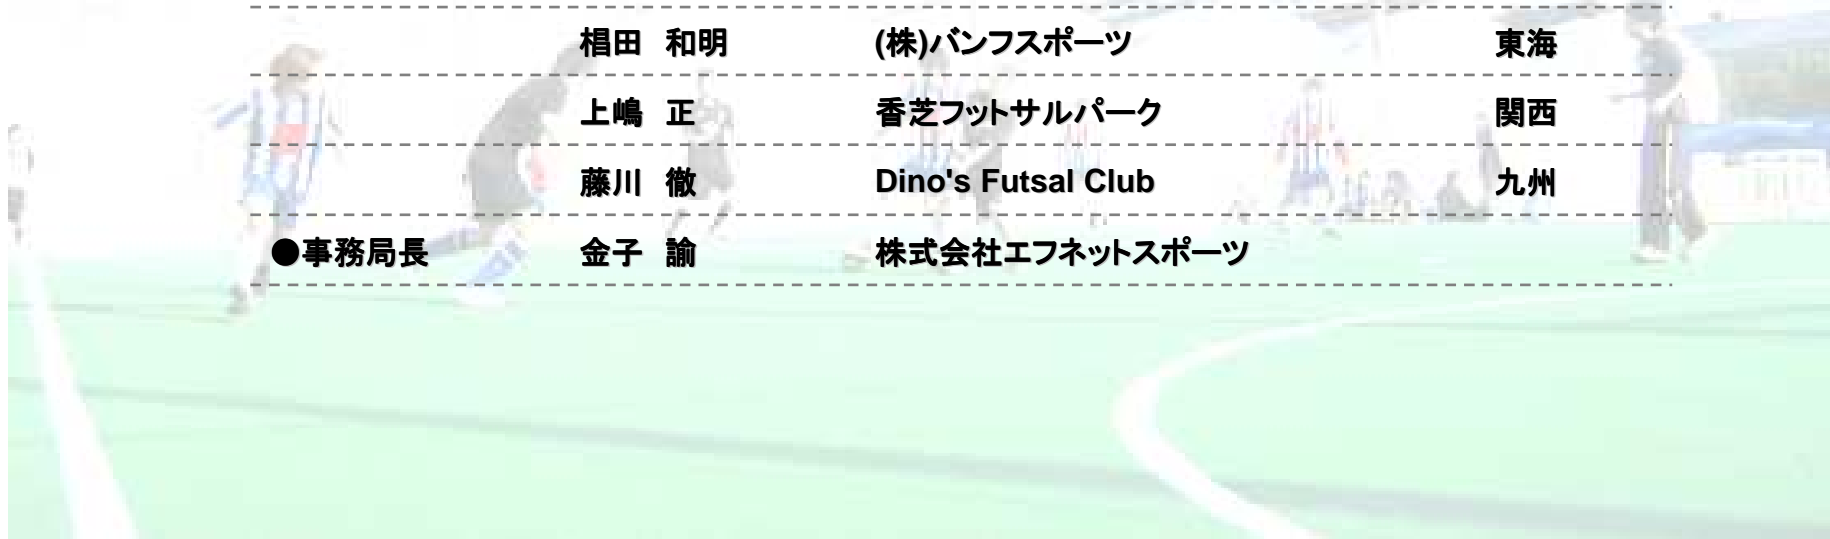 椙田　和明　(株)バンフスポーツ　東海
上嶋　正　香芝フットサルパーク　関西
藤川　徹　Dino's Futsal Club　九州
●事務局長　金子　諭　株式会社エフネットスポーツ